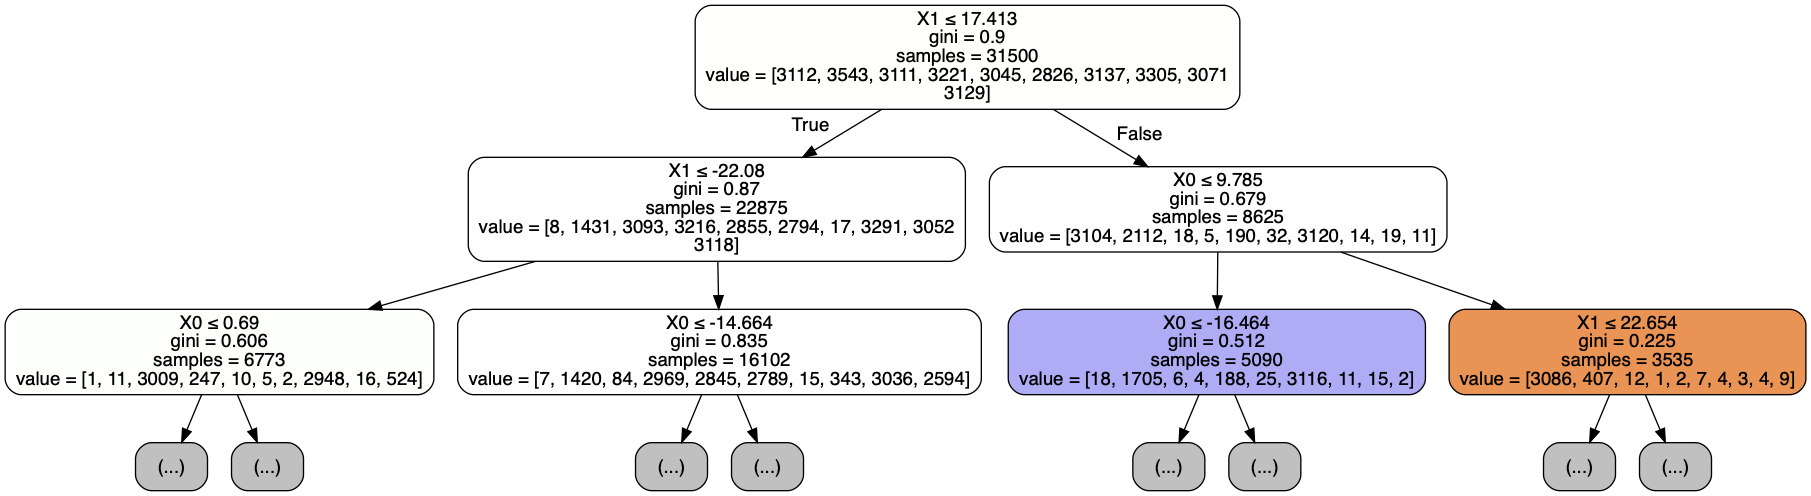 X1 ≤ 17.413
gini = 0.9
samples = 31500
value = [3112, 3543, 3111, 3221, 3045, 2826, 3137, 3305, 3071
3129]
True
False
X1 ≤ -22.08
gini = 0.87
samples = 22875
value = [8, 1431, 3093, 3216, 2855, 2794, 17, 3291, 3052
3118]
X0 ≤ 9.785
gini = 0.679
samples = 8625
value = [3104, 2112, 18, 5, 190, 32, 3120, 14, 19, 11]
X0 ≤ 0.69
gini = 0.606
samples = 6773
value = [1, 11, 3009, 247, 10, 5, 2, 2948, 16, 524]
X0 ≤ -14.664
gini = 0.835
samples = 16102
value = [7, 1420, 84, 2969, 2845, 2789, 15, 343, 3036, 2594]
X0 ≤ -16.464
gini = 0.512
samples = 5090
value = [18, 1705, 6, 4, 188, 25, 3116, 11, 15, 2]
X1 ≤ 22.654
gini = 0.225
samples = 3535
value = [3086, 407, 12, 1, 2, 7, 4, 3, 4, 9]
(...)
(...)
(...)
(...)
(...)
(...)
(...)
(...)